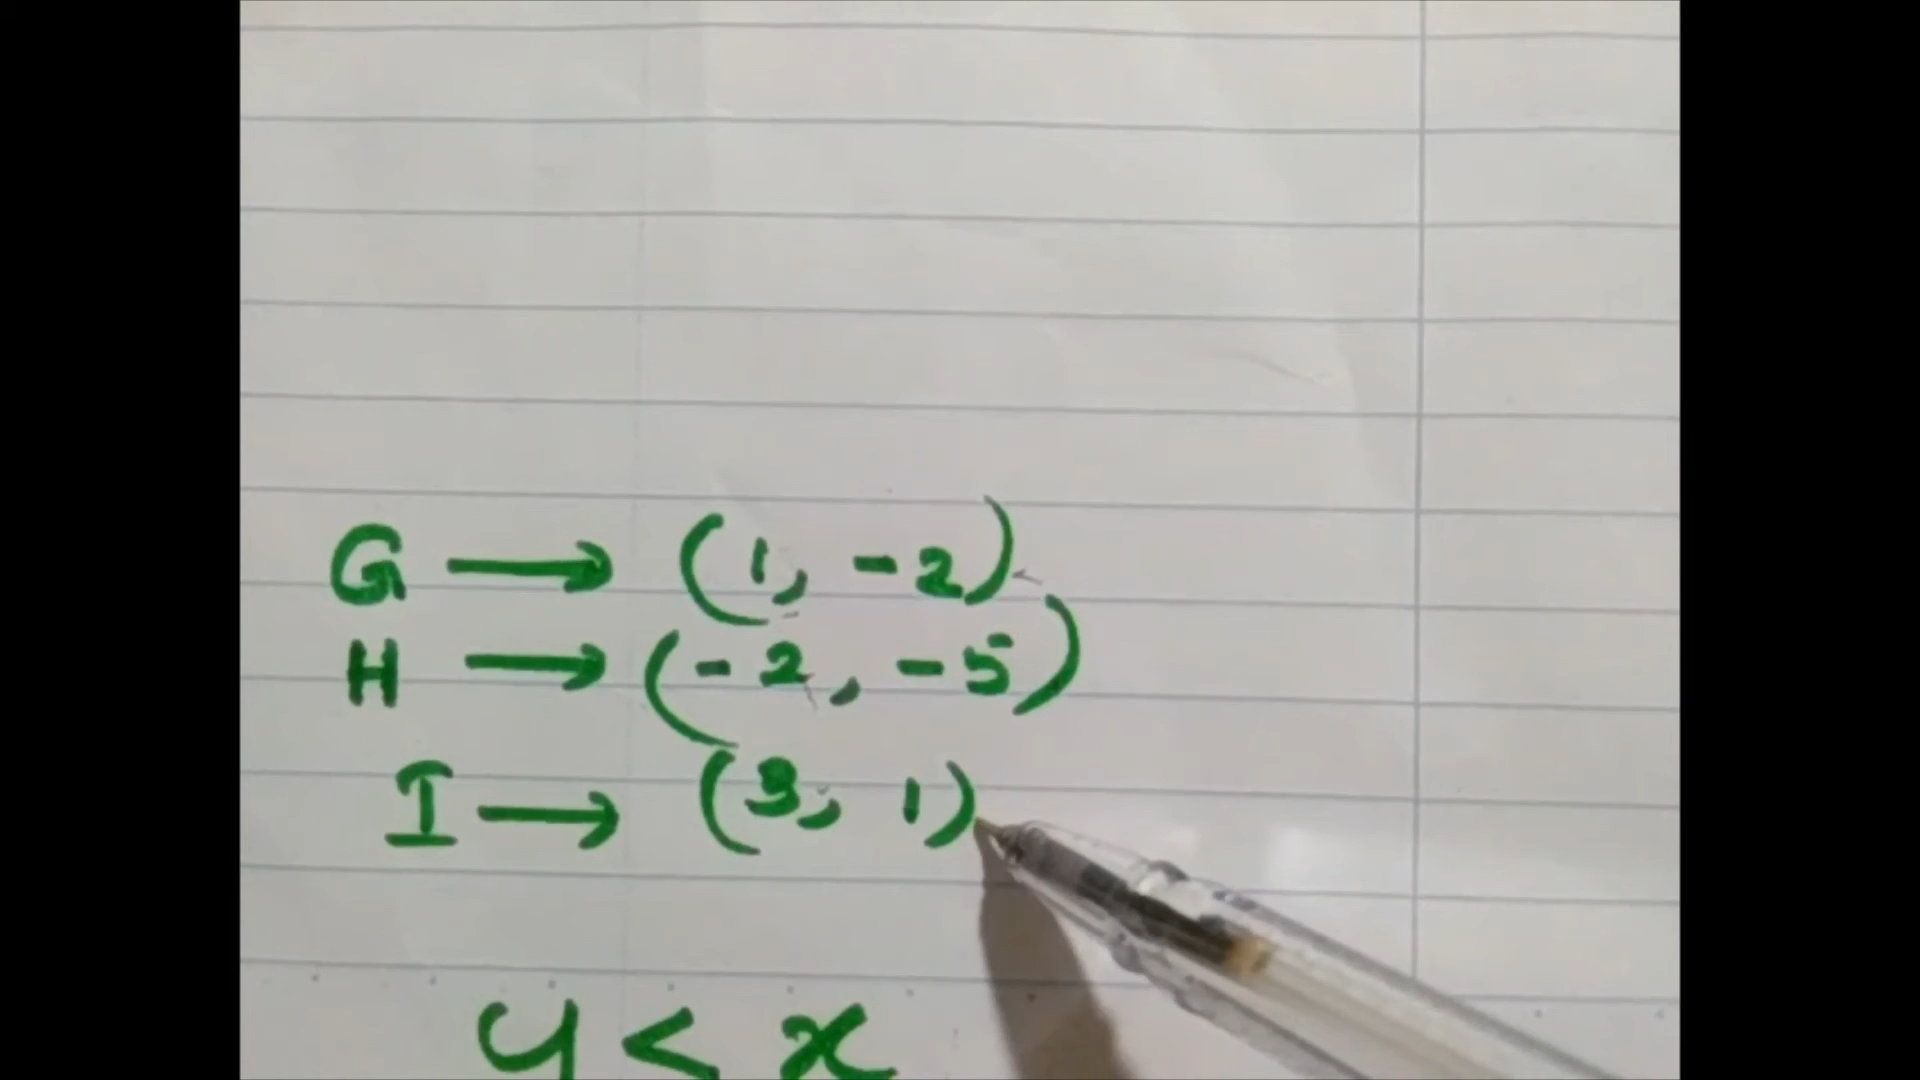 G → (1, -2)
H → (-2, -5)
I → (3, 1)
y < x